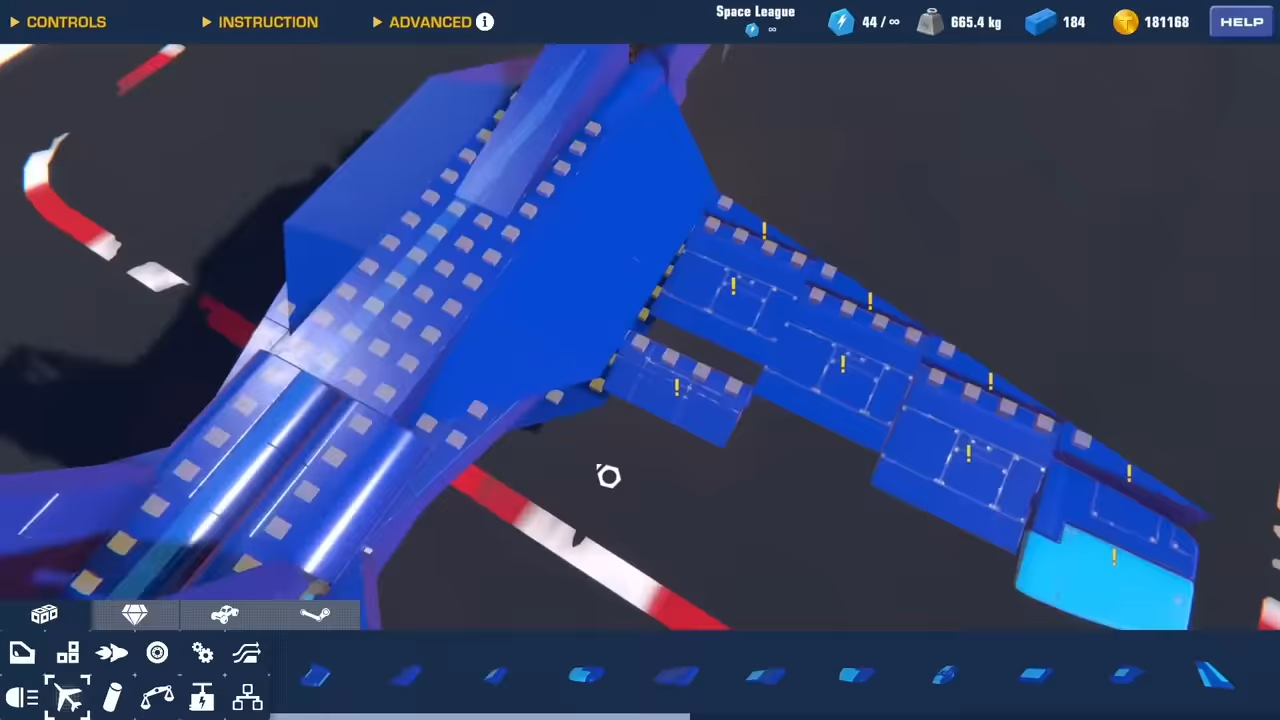 CONTROLS
INSTRUCTION
ADVANCED i
Space League
∞
44 / ∞
665.4 kg
184
T 181168
HELP
!
!
!
!
!
!
!
!
!